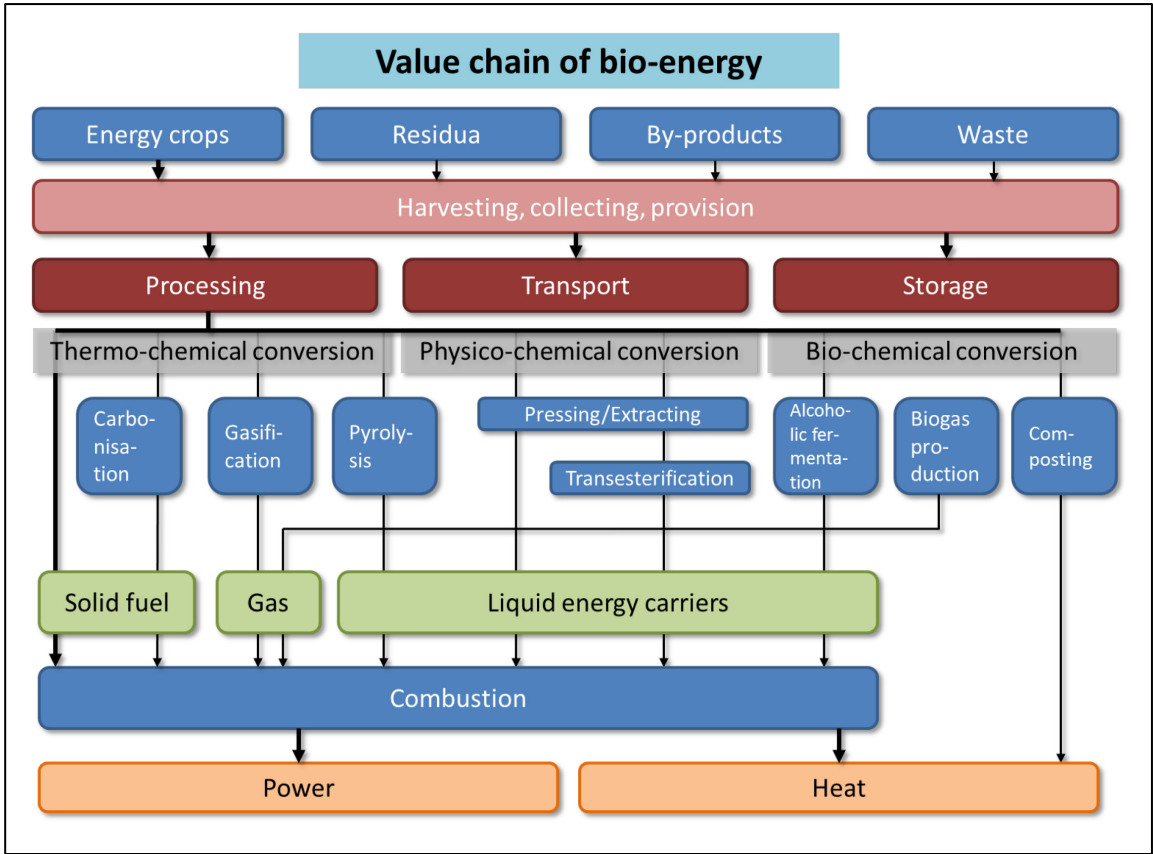 Value chain of bio-energy
Energy crops
Residua
By-products
Waste
Harvesting, collecting, provision
Processing
Transport
Storage
Thermo-chemical conversion
Physico-chemical conversion
Bio-chemical conversion
Carbo-
nisa-
tion
Gasifi-
cation
Pyroly-
sis
Pressing/Extracting
Transesterification
Alcoho-
lic fer-
menta-
tion
Biogas
pro-
duction
Com-
posting
Solid fuel
Gas
Liquid energy carriers
Combustion
Power
Heat